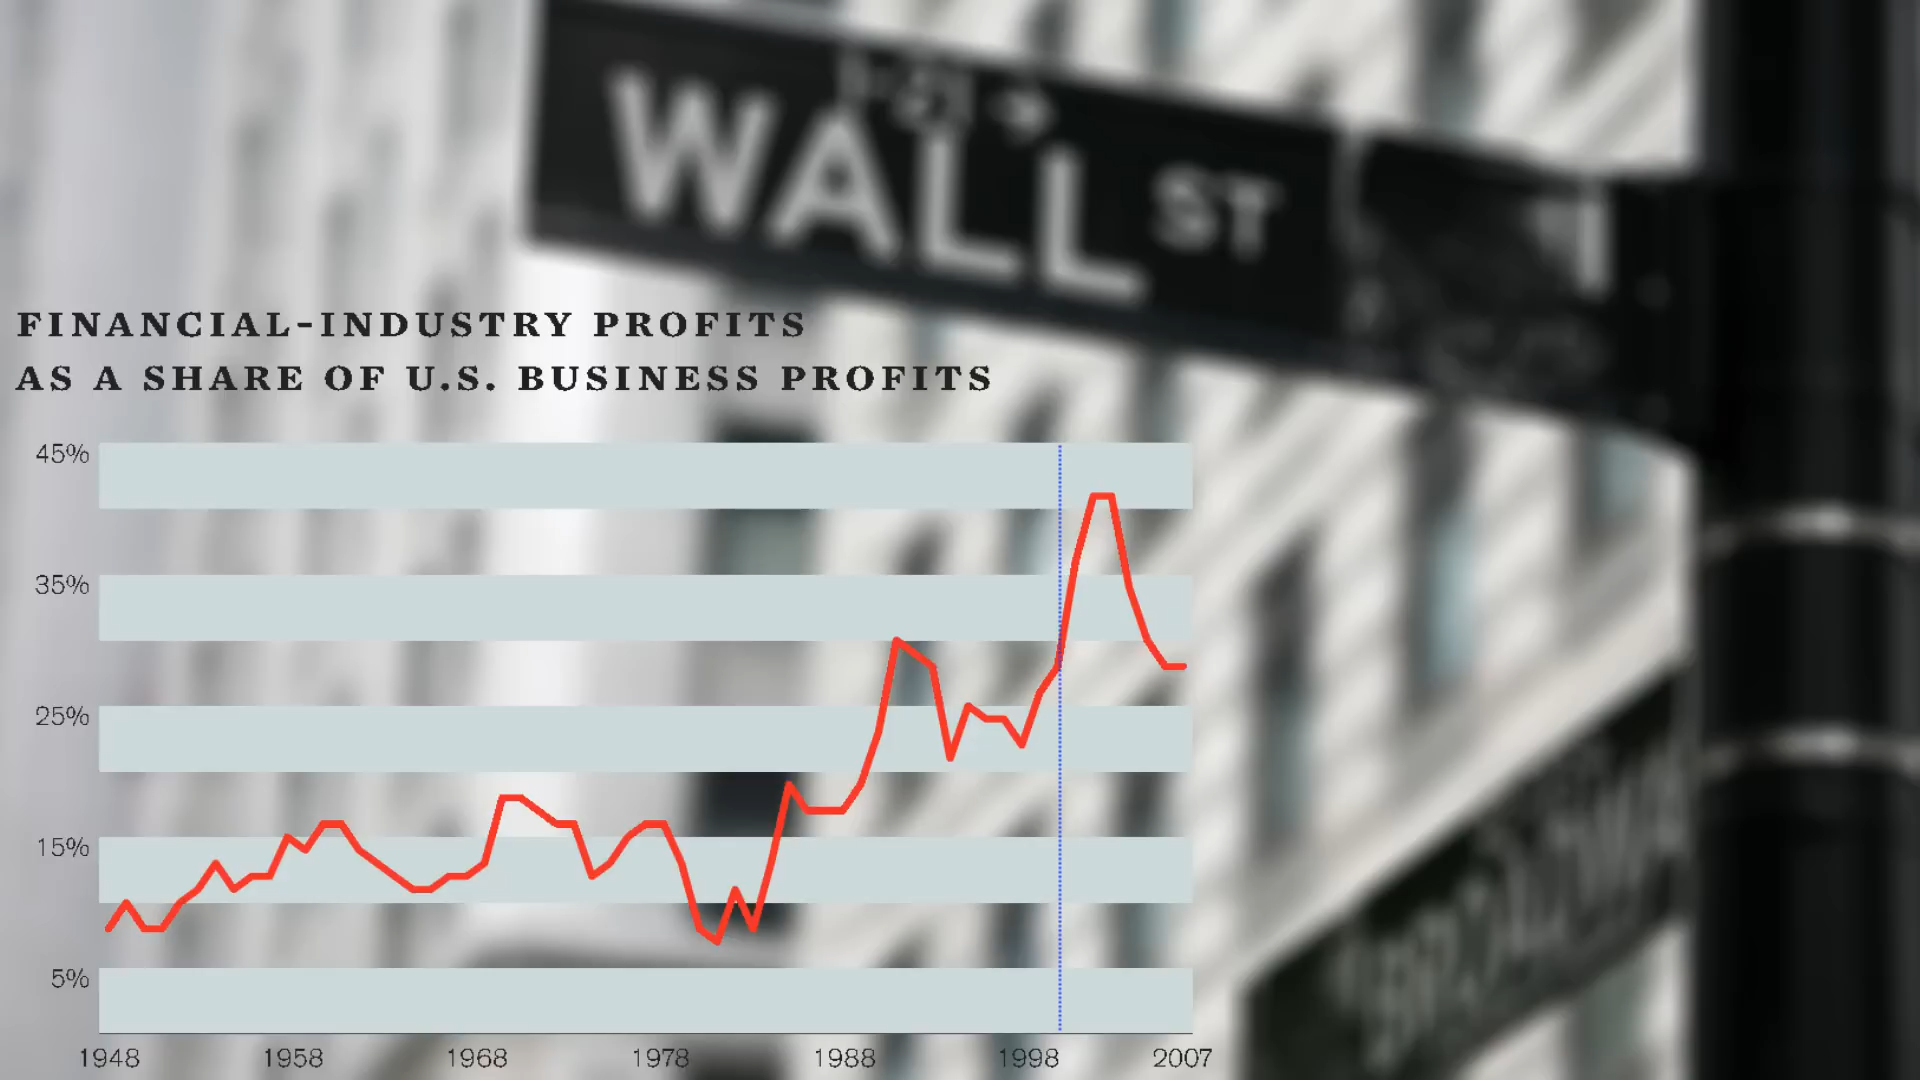 WALL ST
FINANCIAL-INDUSTRY PROFITS
AS A SHARE OF U.S. BUSINESS PROFITS
45%
35%
25%
15%
5%
1948 1958 1968 1978 1988 1998 2007